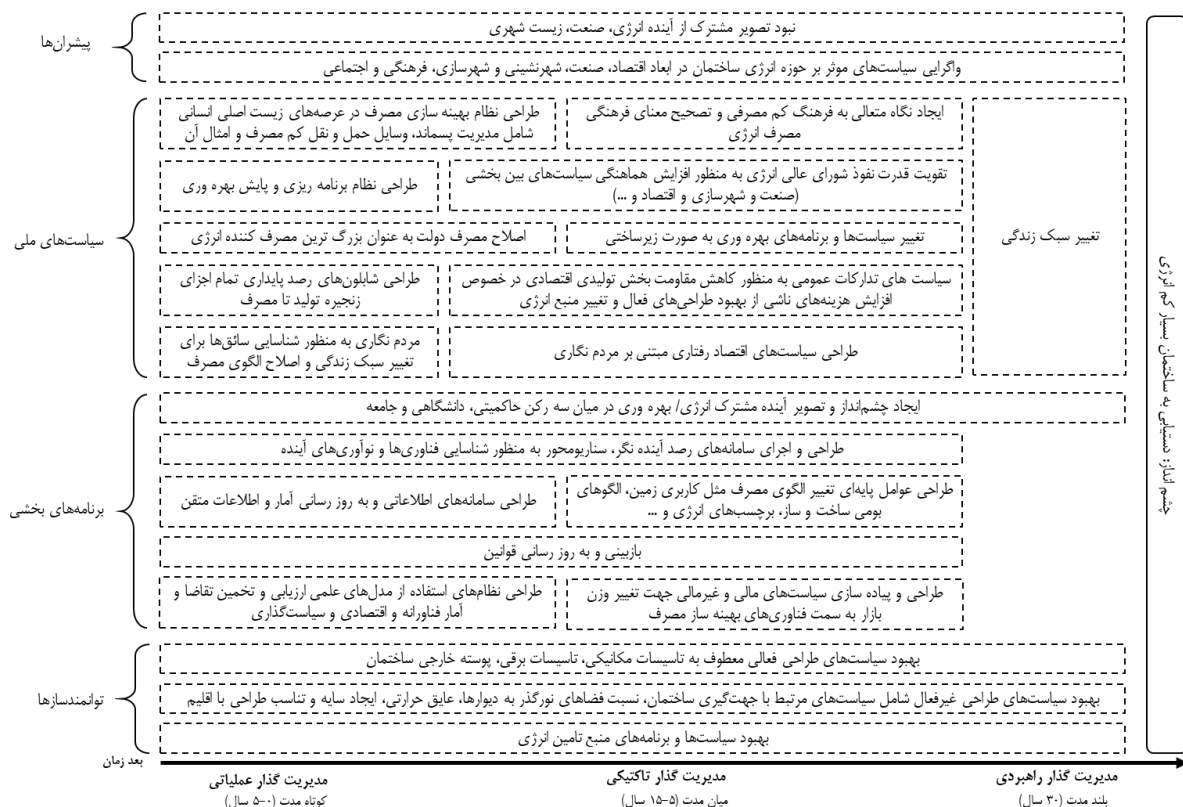 پیشران‌ها
نبود تصویر مشترک از آینده انرژی، صنعت، زیست شهری
واگرایی سیاست‌های موثر بر حوزه انرژی ساختمان در ابعاد اقتصاد، صنعت، شهرنشینی و شهرسازی، فرهنگی و اجتماعی
سیاست‌های ملی
تغییر سبک زندگی
ایجاد نگاه متعالی به فرهنگ کم مصرفی و تصحیح معنای فرهنگی
مصرف انرژی
طراحی نظام بهینه سازی مصرف در عرصه‌های زیست اصلی انسانی
شامل مدیریت پسماند، وسایل حمل و نقل کم مصرف و امثال آن
تقویت قدرت نفوذ شورای عالی انرژی به منظور افزایش هماهنگی سیاست‌های بین بخشی
(صنعت و شهرسازی و اقتصاد و ...)
طراحی نظام برنامه ریزی و پایش بهره وری
تغییر سیاست‌ها و برنامه‌های بهره وری به صورت زیرساختی
اصلاح مصرف دولت به عنوان بزرگ ترین مصرف کننده انرژی
سیاست های تدارکات عمومی به منظور کاهش مقاومت بخش تولیدی اقتصادی در خصوص
افزایش هزینه‌های ناشی از بهبود طراحی‌های فعال و تغییر منبع انرژی
طراحی شابلون‌های رصد پایداری تمام اجزای
زنجیره تولید تا مصرف
طراحی سیاست‌های اقتصاد رفتاری مبتنی بر مردم نگاری
مردم نگاری به منظور شناسایی سائق‌ها برای
تغییر سبک زندگی و اصلاح الگوی مصرف
برنامه‌های بخشی
ایجاد چشم‌انداز و تصویر آینده مشترک انرژی/ بهره وری در میان سه رکن حاکمیتی، دانشگاهی و جامعه
طراحی و اجرای سامانه‌های رصد آینده نگر، سناریومحور به منظور شناسایی فناوری‌ها و نوآوری‌های آینده
طراحی عوامل پایه‌ای تغییر الگوی مصرف مثل کاربری زمین، الگوهای
بومی ساخت و ساز، برچسب‌های انرژی و ...
طراحی سامانه‌های اطلاعاتی و به روز رسانی آمار و اطلاعات متقن
بازبینی و به روز رسانی قوانین
طراحی و پیاده سازی سیاست‌های مالی و غیرمالی جهت تغییر وزن
بازار به سمت فناوری‌های بهینه ساز مصرف
طراحی نظام‌های استفاده از مدل‌های علمی ارزیابی و تخمین تقاضا و
آمار فناورانه و اقتصادی و سیاست‌گذاری
توانمندسازها
بهبود سیاست‌های طراحی فعالی معطوف به تاسیسات مکانیکی، تاسیسات برقی، پوسته خارجی ساختمان
بهبود سیاست‌های طراحی غیرفعال شامل سیاست‌های مرتبط با جهت‌گیری ساختمان، نسبت فضاهای نورگذر به دیوارها، عایق حرارتی، ایجاد سایه و تناسب طراحی با اقلیم
بهبود سیاست‌ها و برنامه‌های منبع تامین انرژی
چشم انداز: دستیابی به ساختمان بسیار کم انرژی
بعد زمان
مدیریت گذار راهبردی
بلند مدت (۳۰ سال)
مدیریت گذار تاکتیکی
میان مدت (۵-۱۵ سال)
مدیریت گذار عملیاتی
کوتاه مدت (۰-۵ سال)